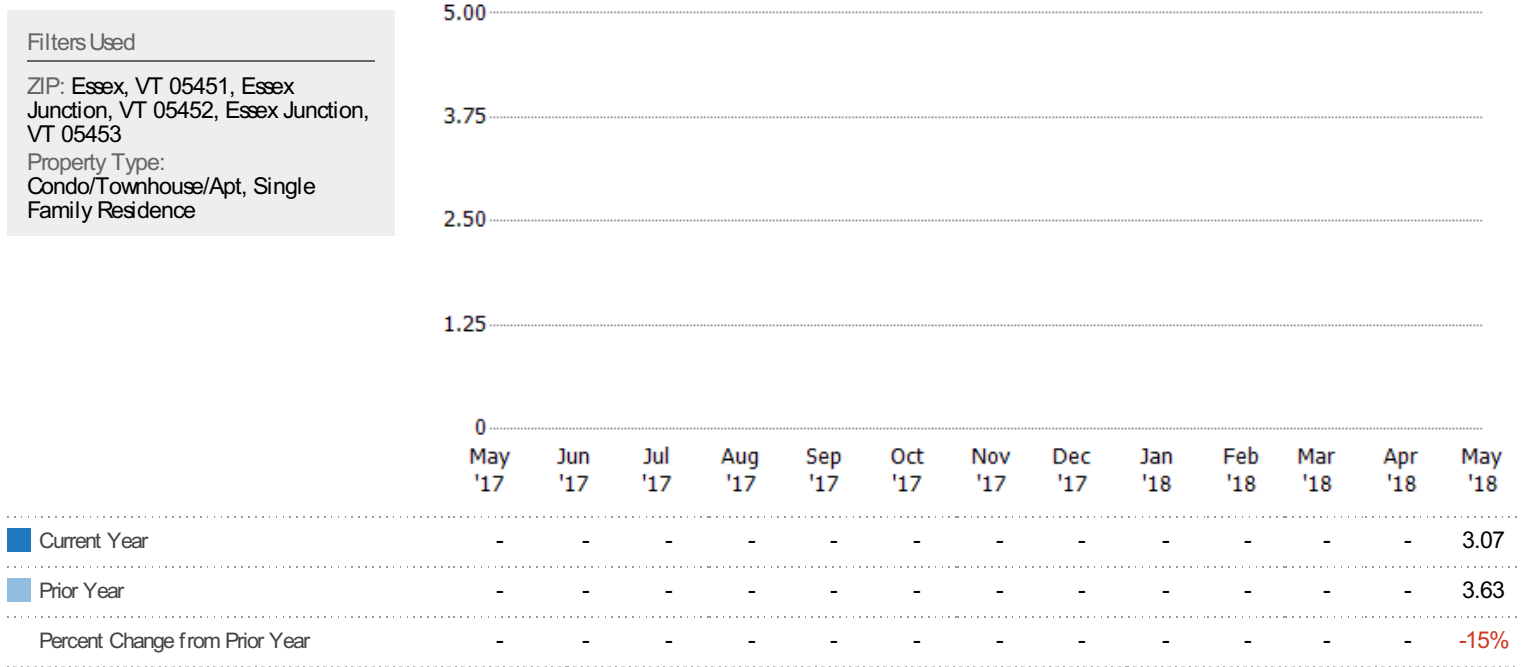 Filters Used
ZIP: Essex, VT 05451, Essex
Junction, VT 05452, Essex Junction,
VT 05453
Property Type:
Condo/Townhouse/Apt, Single
Family Residence
5.00
3.75
2.50
1.25
0
May Jun Jul Aug Sep Oct Nov Dec Jan Feb Mar Apr May
'17 '17 '17 '17 '17 '17 '17 '17 '18 '18 '18 '18 '18
Current Year - - - - - - - - - - - - 3.07
Prior Year - - - - - - - - - - - - 3.63
Percent Change from Prior Year - - - - - - - - - - - - -15%